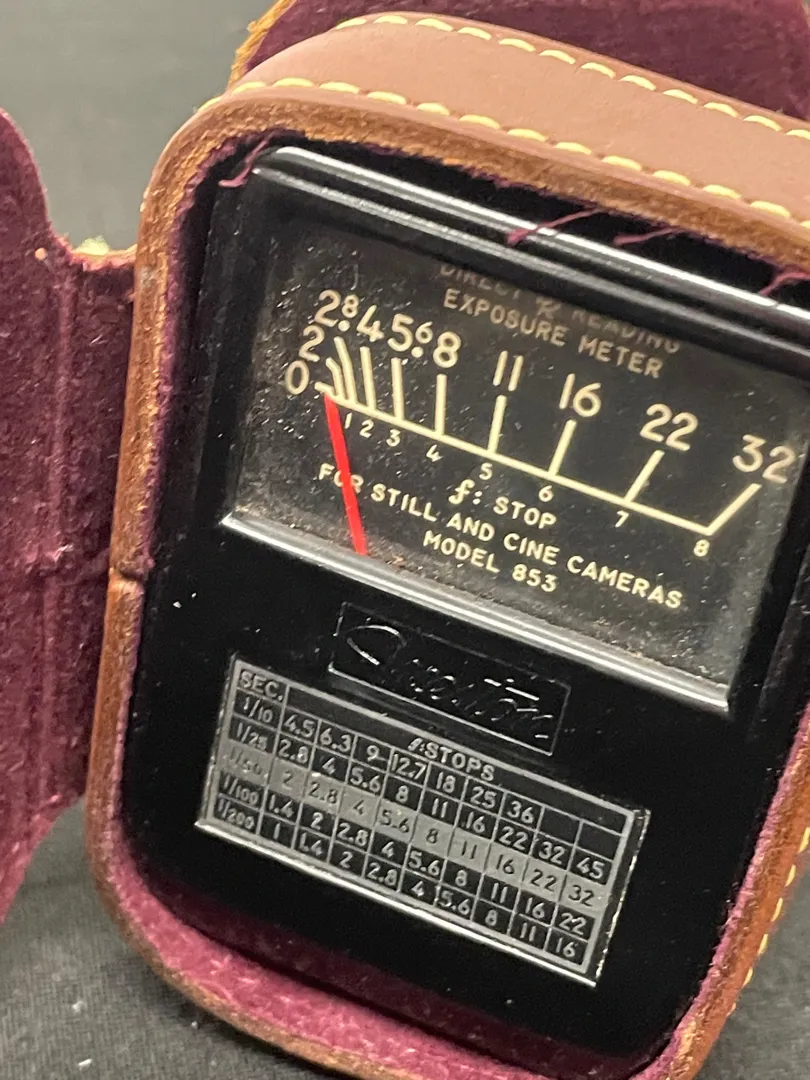 DIRECT READING
EXPOSURE METER
0 2 2.8 4 5.6 8 11 16 22 32
1 2 3 4 5 6 7 8
f: STOP
FOR STILL AND CINE CAMERAS
MODEL 853
Weston
SEC. f:STOPS
1/10 4.5 6.3 9 12.7 18 25 36
1/25 2.8 4 5.6 8 11 16 22 32 45
1/50 2 2.8 4 5.6 8 11 16 22 32
1/100 1.4 2 2.8 4 5.6 8 11 16 22
1/200 1 1.4 2 2.8 4 5.6 8 11 16